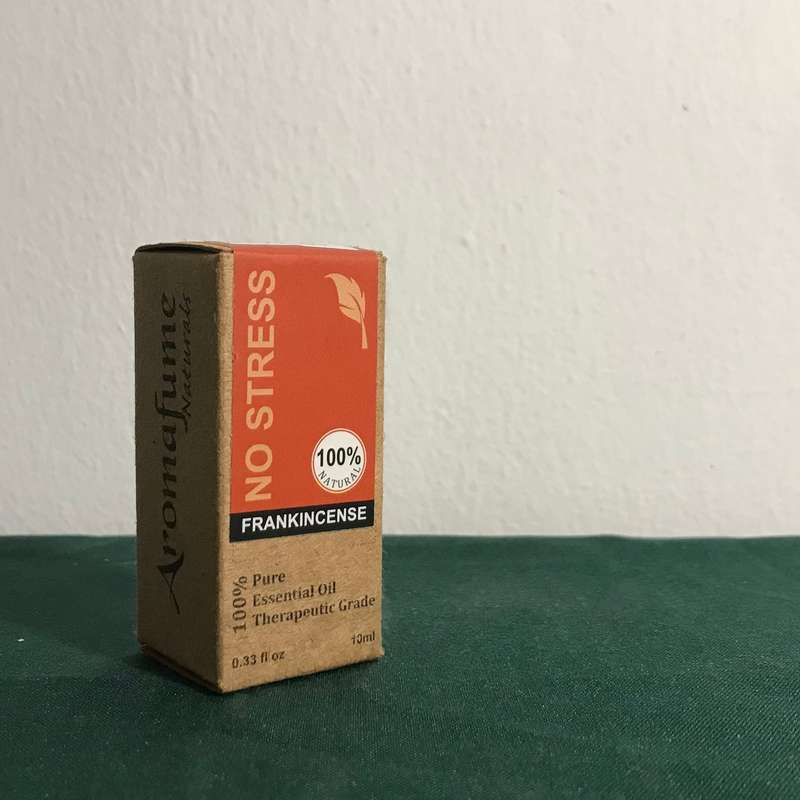 Aromafume
Naturals
NO STRESS
100%
NATURAL
FRANKINCENSE
100% Pure
Essential Oil
Therapeutic Grade
0.33 fl oz
10ml